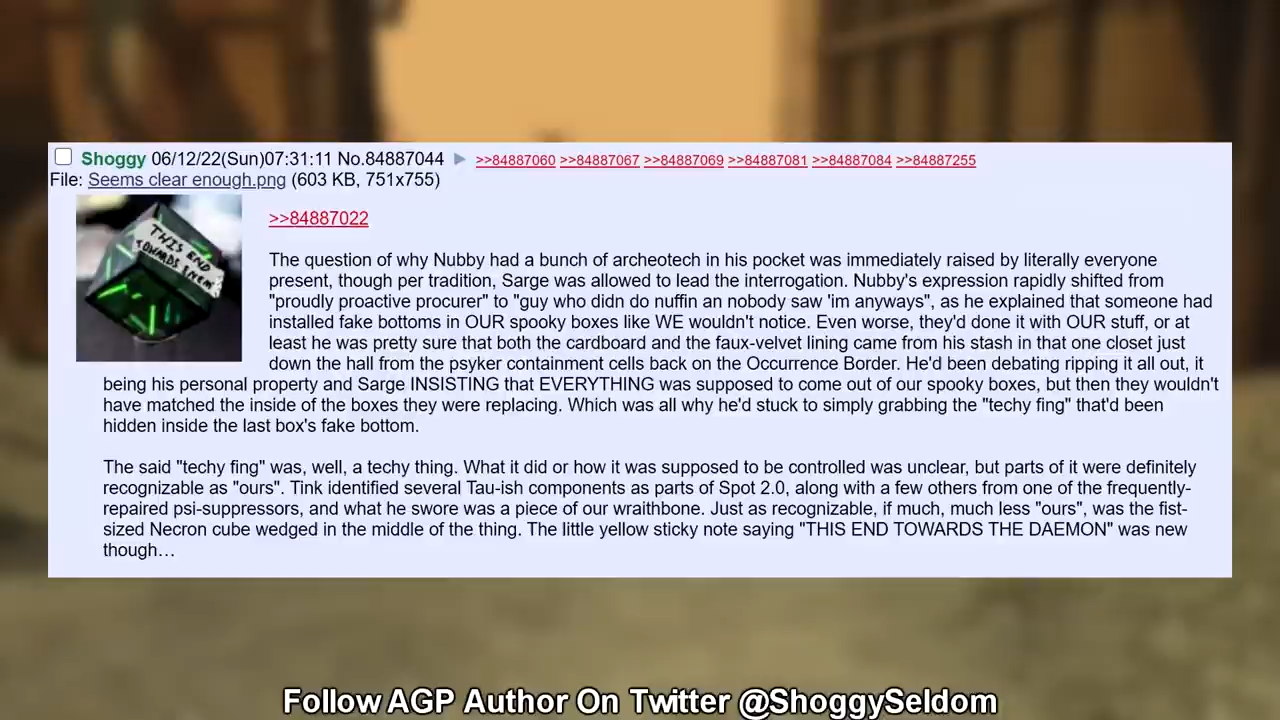 Shoggy 06/12/22(Sun)07:31:11 No.84887044 ▶ >>84887060 >>84887067 >>84887069 >>84887081 >>84887084 >>84887255
File: Seems clear enough.png (603 KB, 751x755)
THIS END
TOWARDS ENEMY
>>84887022
The question of why Nubby had a bunch of archeotech in his pocket was immediately raised by literally everyone
present, though per tradition, Sarge was allowed to lead the interrogation. Nubby's expression rapidly shifted from
"proudly proactive procurer" to "guy who didn do nuffin an nobody saw 'im anyways", as he explained that someone had
installed fake bottoms in OUR spooky boxes like WE wouldn't notice. Even worse, they'd done it with OUR stuff, or at
least he was pretty sure that both the cardboard and the faux-velvet lining came from his stash in that one closet just
down the hall from the psyker containment cells back on the Occurrence Border. He'd been debating ripping it all out, it
being his personal property and Sarge INSISTING that EVERYTHING was supposed to come out of our spooky boxes, but then they wouldn't
have matched the inside of the boxes they were replacing. Which was all why he'd stuck to simply grabbing the "techy fing" that'd been
hidden inside the last box's fake bottom.
The said "techy fing" was, well, a techy thing. What it did or how it was supposed to be controlled was unclear, but parts of it were definitely
recognizable as "ours". Tink identified several Tau-ish components as parts of Spot 2.0, along with a few others from one of the frequently-
repaired psi-suppressors, and what he swore was a piece of our wraithbone. Just as recognizable, if much, much less "ours", was the fist-
sized Necron cube wedged in the middle of the thing. The little yellow sticky note saying "THIS END TOWARDS THE DAEMON" was new
though…
Follow AGP Author On Twitter @ShoggySeldom